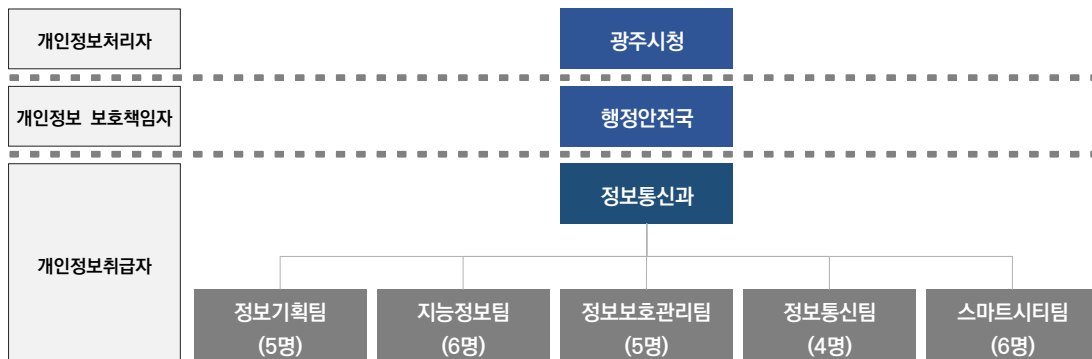 개인정보처리자
광주시청
개인정보 보호책임자
행정안전국
개인정보취급자
정보통신과
정보기획팀
(5명)
지능정보팀
(6명)
정보보호관리팀
(5명)
정보통신팀
(4명)
스마트시티팀
(6명)